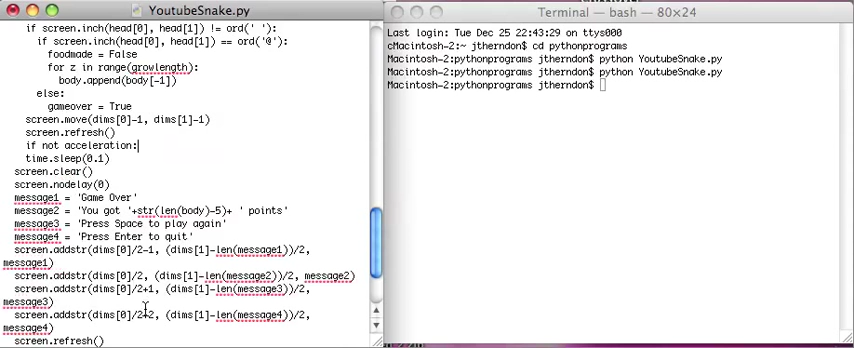 YoutubeSnake.py
if screen.inch(head[0], head[1]) != ord(' '):
if screen.inch(head[0], head[1]) == ord('@'):
foodmade = False
for z in range(growlength):
body.append(body[-1])
else:
gameover = True
screen.move(dims[0]-1, dims[1]-1)
screen.refresh()
if not acceleration:
time.sleep(0.1)
screen.clear()
screen.nodelay(0)
message1 = 'Game Over'
message2 = 'You got '+str(len(body)-5)+ ' points'
message3 = 'Press Space to play again'
message4 = 'Press Enter to quit'
screen.addstr(dims[0]/2-1, (dims[1]-len(message1))/2,
message1)
screen.addstr(dims[0]/2, (dims[1]-len(message2))/2, message2)
screen.addstr(dims[0]/2+1, (dims[1]-len(message3))/2,
message3)
screen.addstr(dims[0]/2+2, (dims[1]-len(message4))/2,
message4)
screen.refresh()
Terminal — bash — 80×24
Last login: Tue Dec 25 22:43:29 on ttys000
cMacintosh-2:~ jtherndon$ cd pythonprograms
Macintosh-2:pythonprograms jtherndon$ python YoutubeSnake.py
Macintosh-2:pythonprograms jtherndon$ python YoutubeSnake.py
Macintosh-2:pythonprograms jtherndon$